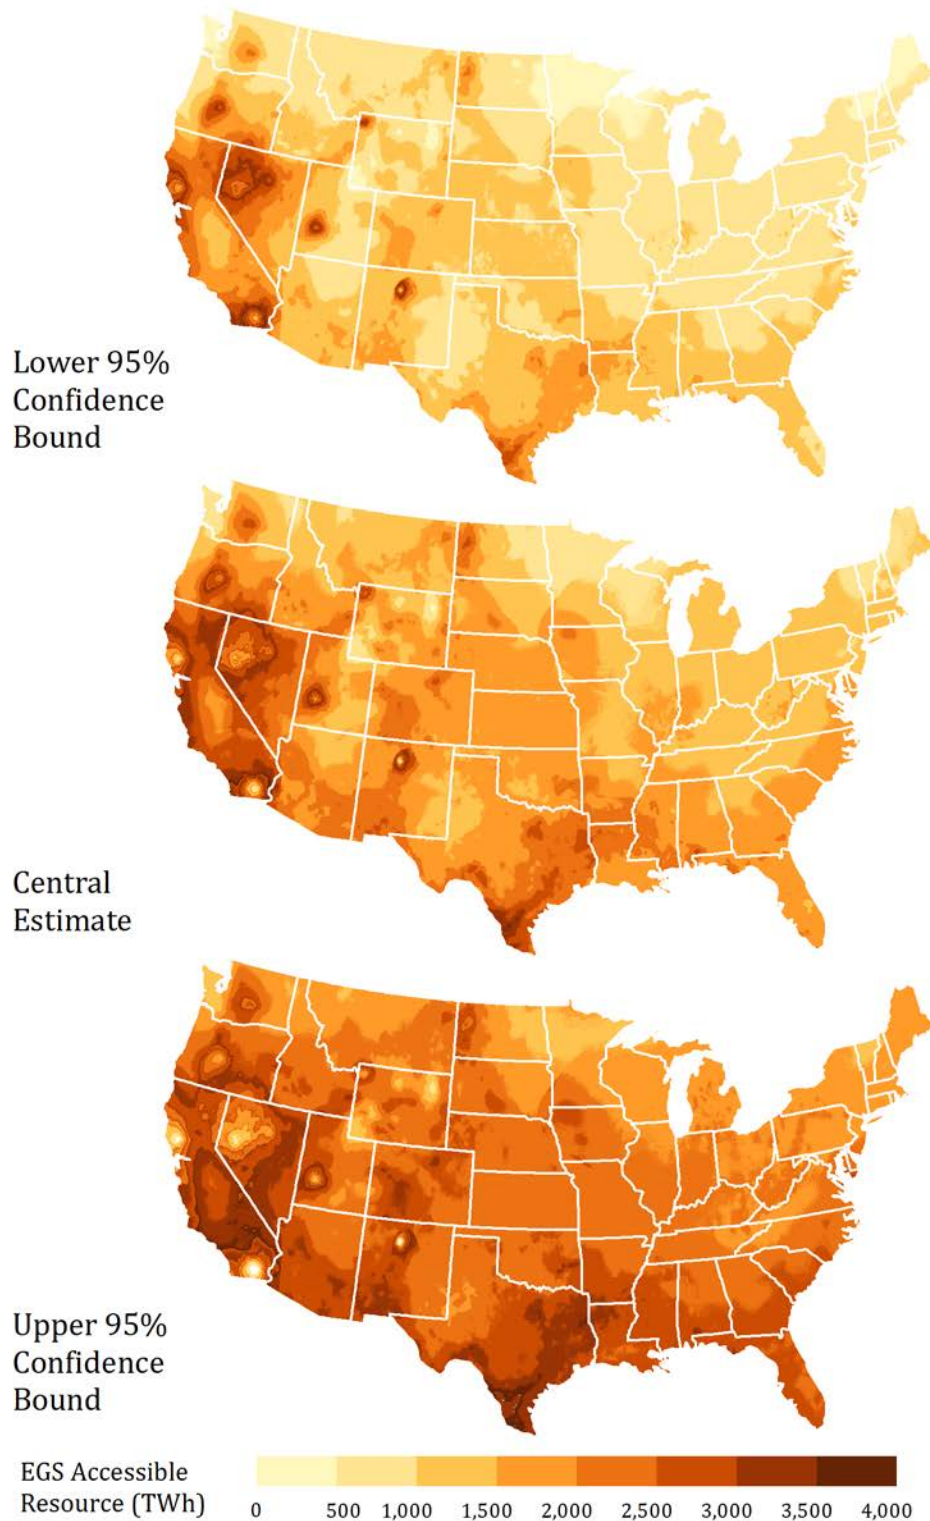 Lower 95%
Confidence
Bound
Central
Estimate
Upper 95%
Confidence
Bound
EGS Accessible
Resource (TWh)
0 500 1,000 1,500 2,000 2,500 3,000 3,500 4,000